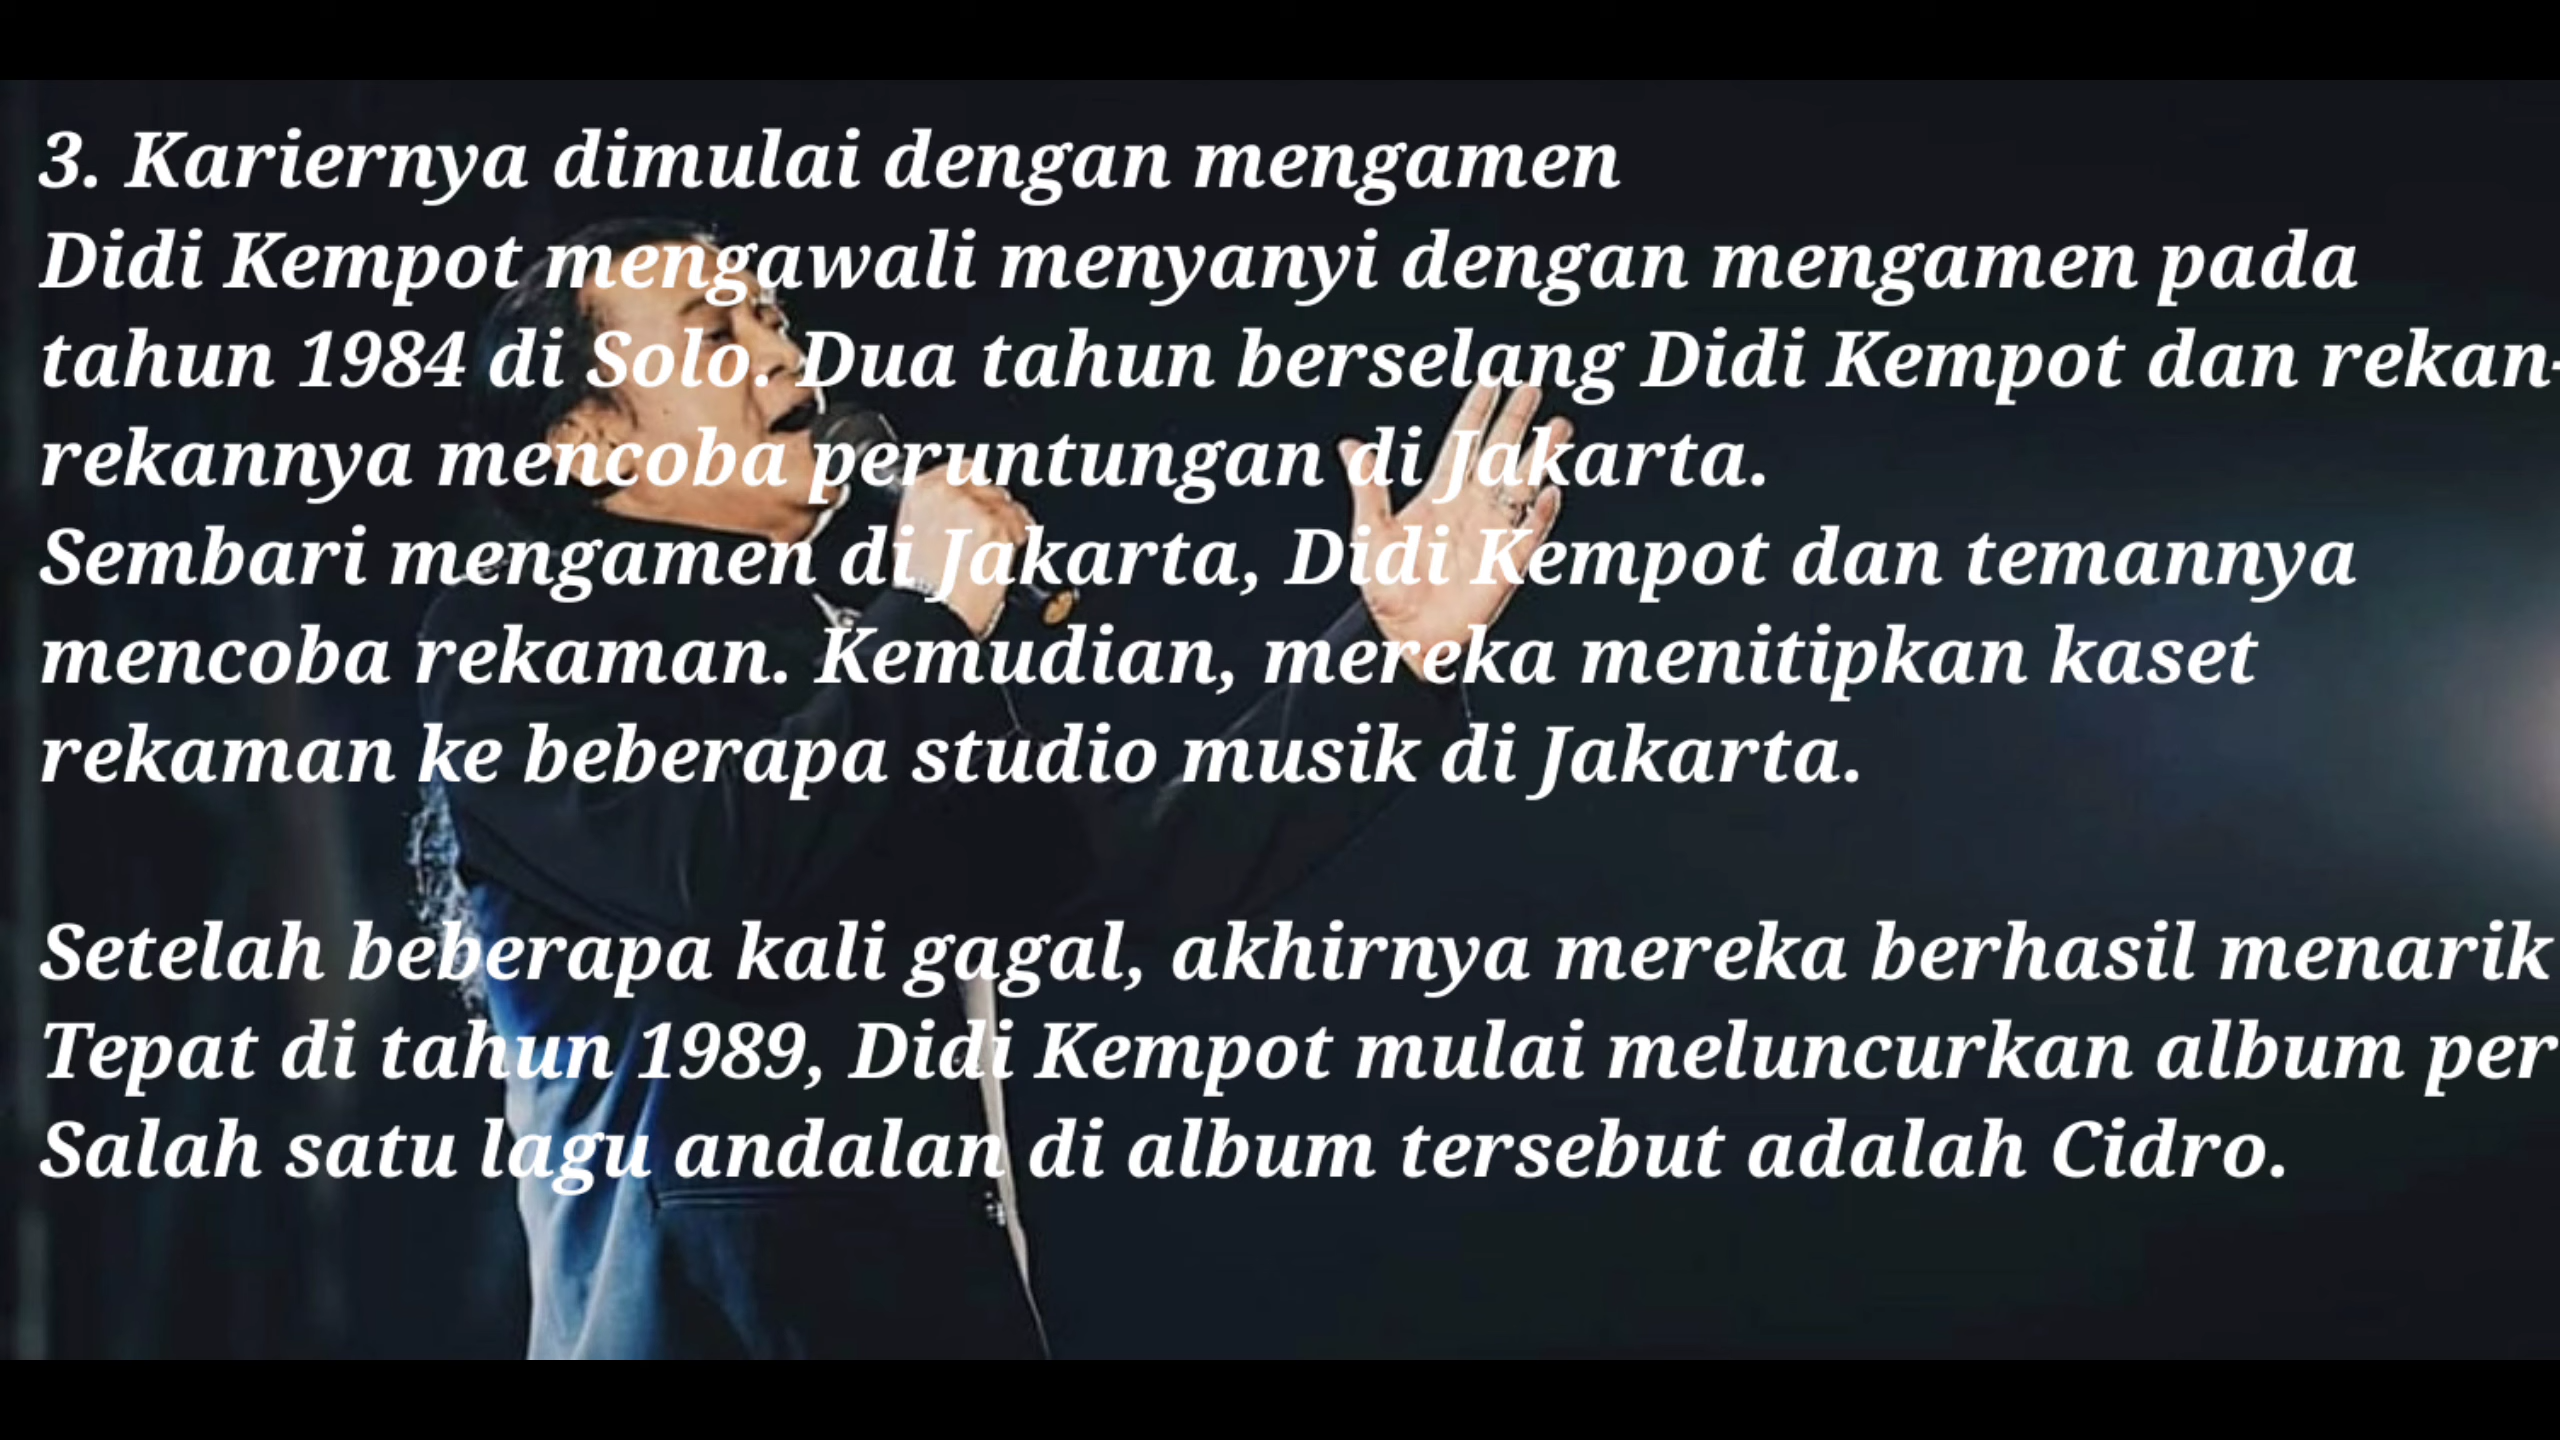 3. Kariernya dimulai dengan mengamen
Didi Kempot mengawali menyanyi dengan mengamen pada
tahun 1984 di Solo. Dua tahun berselang Didi Kempot dan rekan-
rekannya mencoba peruntungan di Jakarta.
Sembari mengamen di Jakarta, Didi Kempot dan temannya
mencoba rekaman. Kemudian, mereka menitipkan kaset
rekaman ke beberapa studio musik di Jakarta.
Setelah beberapa kali gagal, akhirnya mereka berhasil menarik
Tepat di tahun 1989, Didi Kempot mulai meluncurkan album per
Salah satu lagu andalan di album tersebut adalah Cidro.